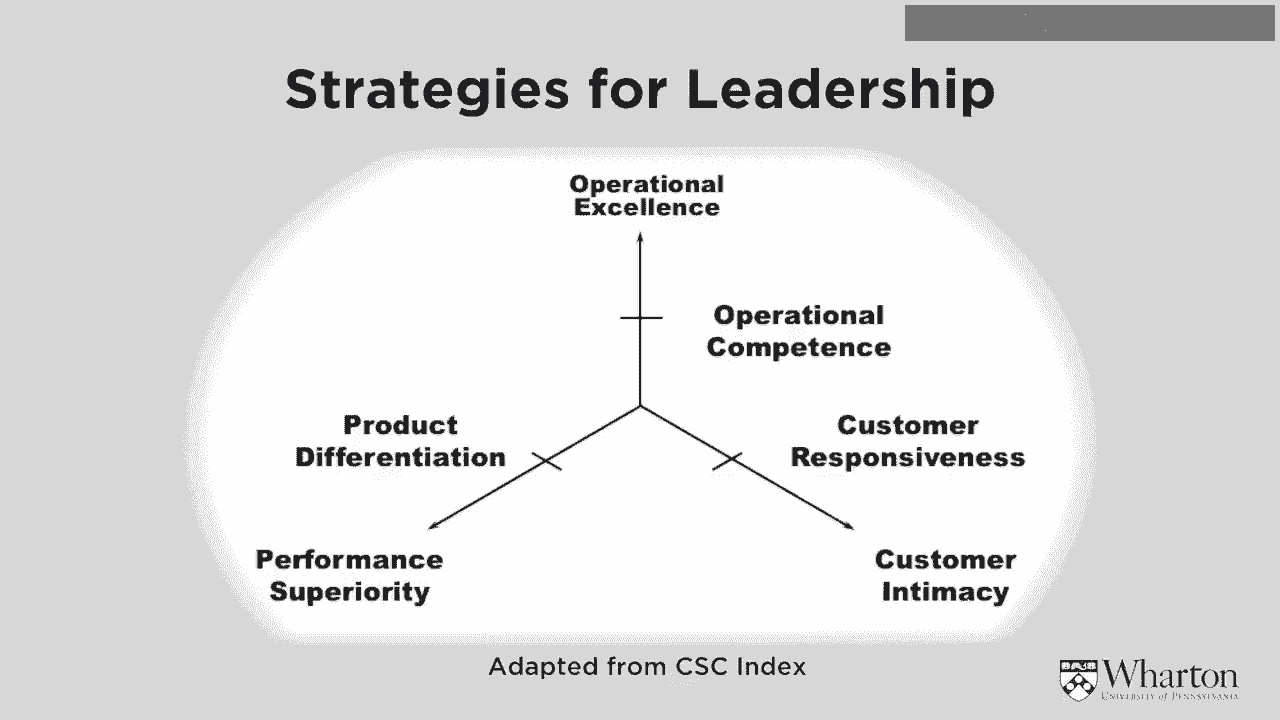 Strategies for Leadership
Operational
Excellence
Operational
Competence
Product
Differentiation
Customer
Responsiveness
Performance
Superiority
Customer
Intimacy
Adapted from CSC Index
Wharton
UNIVERSITY of PENNSYLVANIA